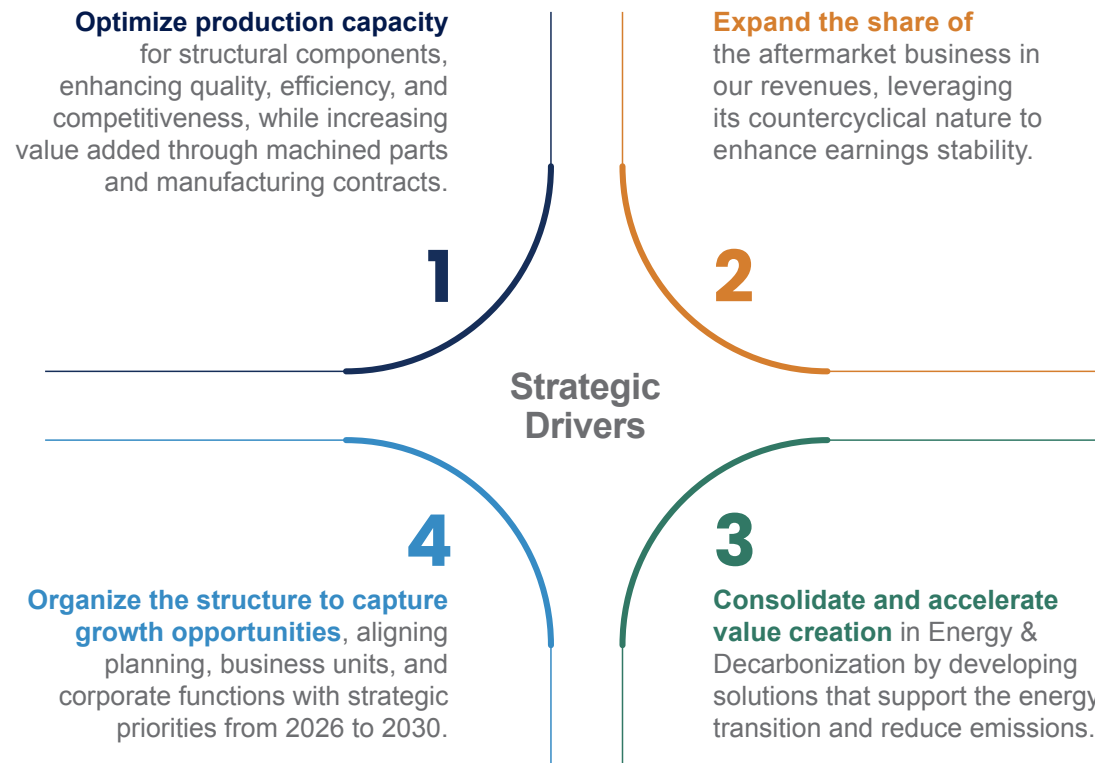 Optimize production capacity
for structural components,
enhancing quality, efficiency, and
competitiveness, while increasing
value added through machined parts
and manufacturing contracts.
1
Expand the share of
the aftermarket business in
our revenues, leveraging
its countercyclical nature to
enhance earnings stability.
2
Strategic
Drivers
3
Consolidate and accelerate
value creation in Energy &
Decarbonization by developing
solutions that support the energy
transition and reduce emissions.
4
Organize the structure to capture
growth opportunities, aligning
planning, business units, and
corporate functions with strategic
priorities from 2026 to 2030.